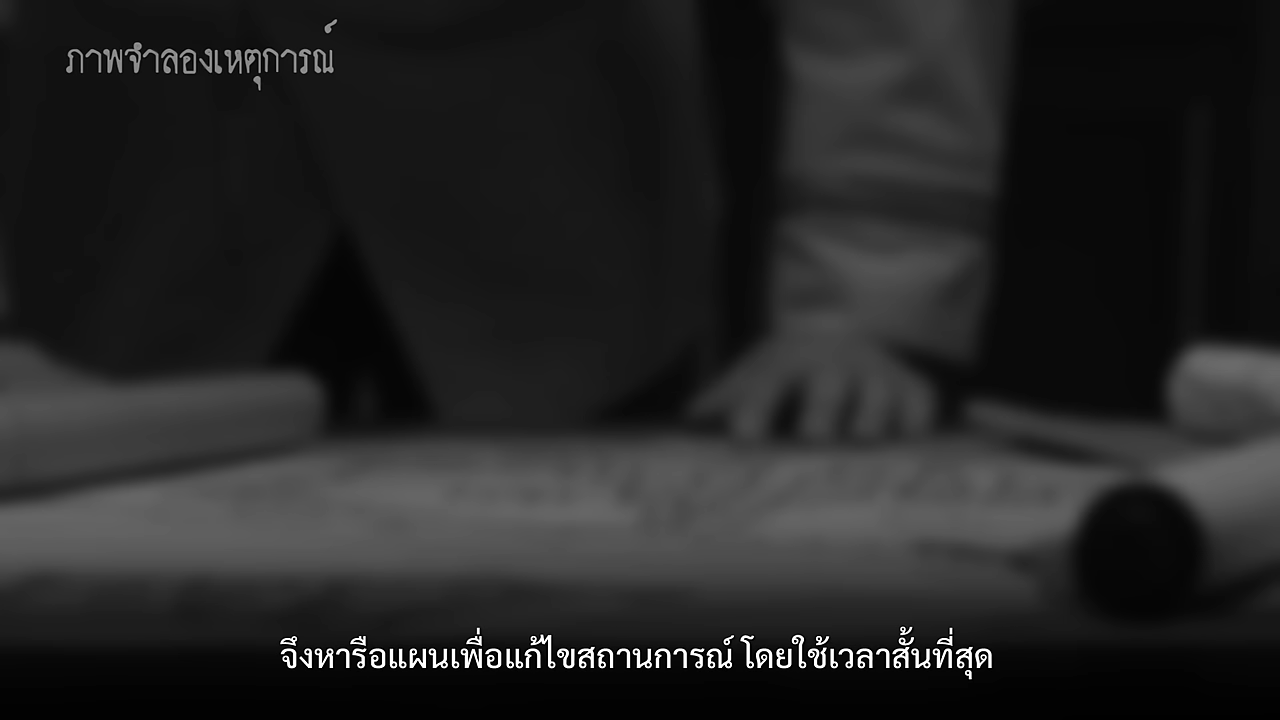 ภาพจำลองเหตุการณ์
จึงหารือแผนเพื่อแก้ไขสถานการณ์ โดยใช้เวลาสั้นที่สุด